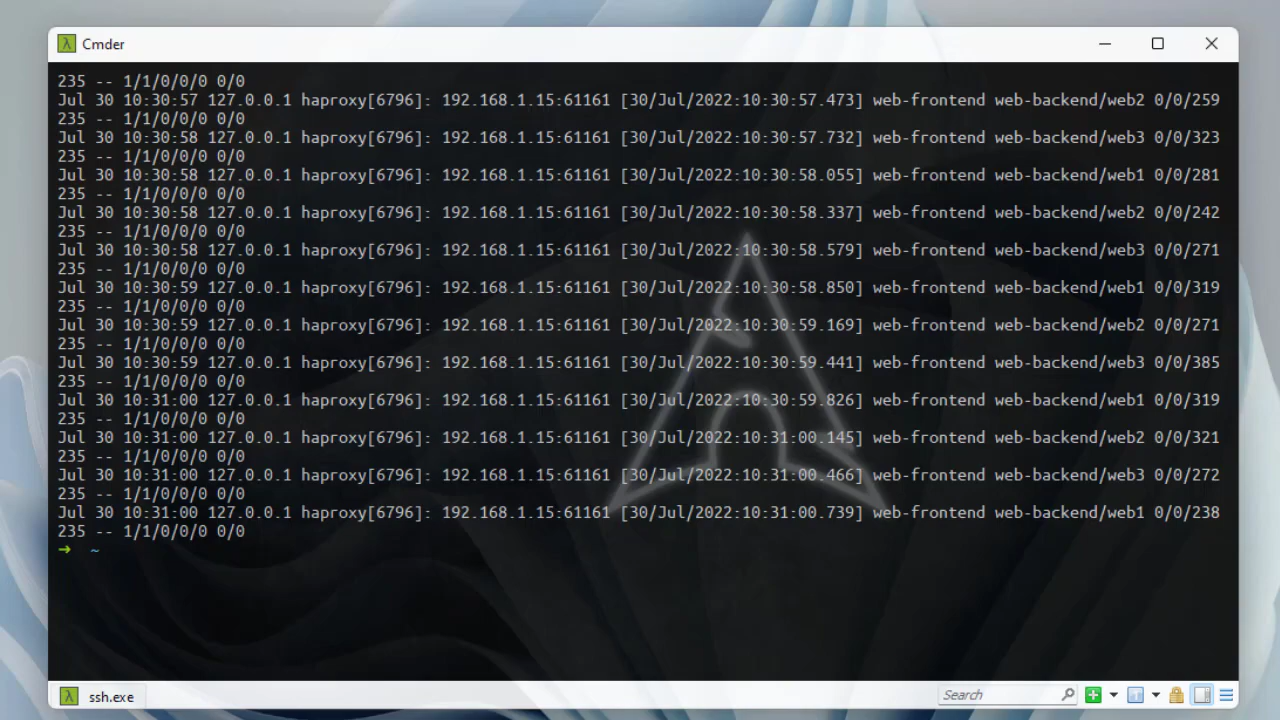 Cmder
235 -- 1/1/0/0/0 0/0
Jul 30 10:30:57 127.0.0.1 haproxy[6796]: 192.168.1.15:61161 [30/Jul/2022:10:30:57.473] web-frontend web-backend/web2 0/0/259
235 -- 1/1/0/0/0 0/0
Jul 30 10:30:58 127.0.0.1 haproxy[6796]: 192.168.1.15:61161 [30/Jul/2022:10:30:57.732] web-frontend web-backend/web3 0/0/323
235 -- 1/1/0/0/0 0/0
Jul 30 10:30:58 127.0.0.1 haproxy[6796]: 192.168.1.15:61161 [30/Jul/2022:10:30:58.055] web-frontend web-backend/web1 0/0/281
235 -- 1/1/0/0/0 0/0
Jul 30 10:30:58 127.0.0.1 haproxy[6796]: 192.168.1.15:61161 [30/Jul/2022:10:30:58.337] web-frontend web-backend/web2 0/0/242
235 -- 1/1/0/0/0 0/0
Jul 30 10:30:58 127.0.0.1 haproxy[6796]: 192.168.1.15:61161 [30/Jul/2022:10:30:58.579] web-frontend web-backend/web3 0/0/271
235 -- 1/1/0/0/0 0/0
Jul 30 10:30:59 127.0.0.1 haproxy[6796]: 192.168.1.15:61161 [30/Jul/2022:10:30:58.850] web-frontend web-backend/web1 0/0/319
235 -- 1/1/0/0/0 0/0
Jul 30 10:30:59 127.0.0.1 haproxy[6796]: 192.168.1.15:61161 [30/Jul/2022:10:30:59.169] web-frontend web-backend/web2 0/0/271
235 -- 1/1/0/0/0 0/0
Jul 30 10:30:59 127.0.0.1 haproxy[6796]: 192.168.1.15:61161 [30/Jul/2022:10:30:59.441] web-frontend web-backend/web3 0/0/385
235 -- 1/1/0/0/0 0/0
Jul 30 10:31:00 127.0.0.1 haproxy[6796]: 192.168.1.15:61161 [30/Jul/2022:10:30:59.826] web-frontend web-backend/web1 0/0/319
235 -- 1/1/0/0/0 0/0
Jul 30 10:31:00 127.0.0.1 haproxy[6796]: 192.168.1.15:61161 [30/Jul/2022:10:31:00.145] web-frontend web-backend/web2 0/0/321
235 -- 1/1/0/0/0 0/0
Jul 30 10:31:00 127.0.0.1 haproxy[6796]: 192.168.1.15:61161 [30/Jul/2022:10:31:00.466] web-frontend web-backend/web3 0/0/272
235 -- 1/1/0/0/0 0/0
Jul 30 10:31:00 127.0.0.1 haproxy[6796]: 192.168.1.15:61161 [30/Jul/2022:10:31:00.739] web-frontend web-backend/web1 0/0/238
235 -- 1/1/0/0/0 0/0
➜ ~
ssh.exe Search